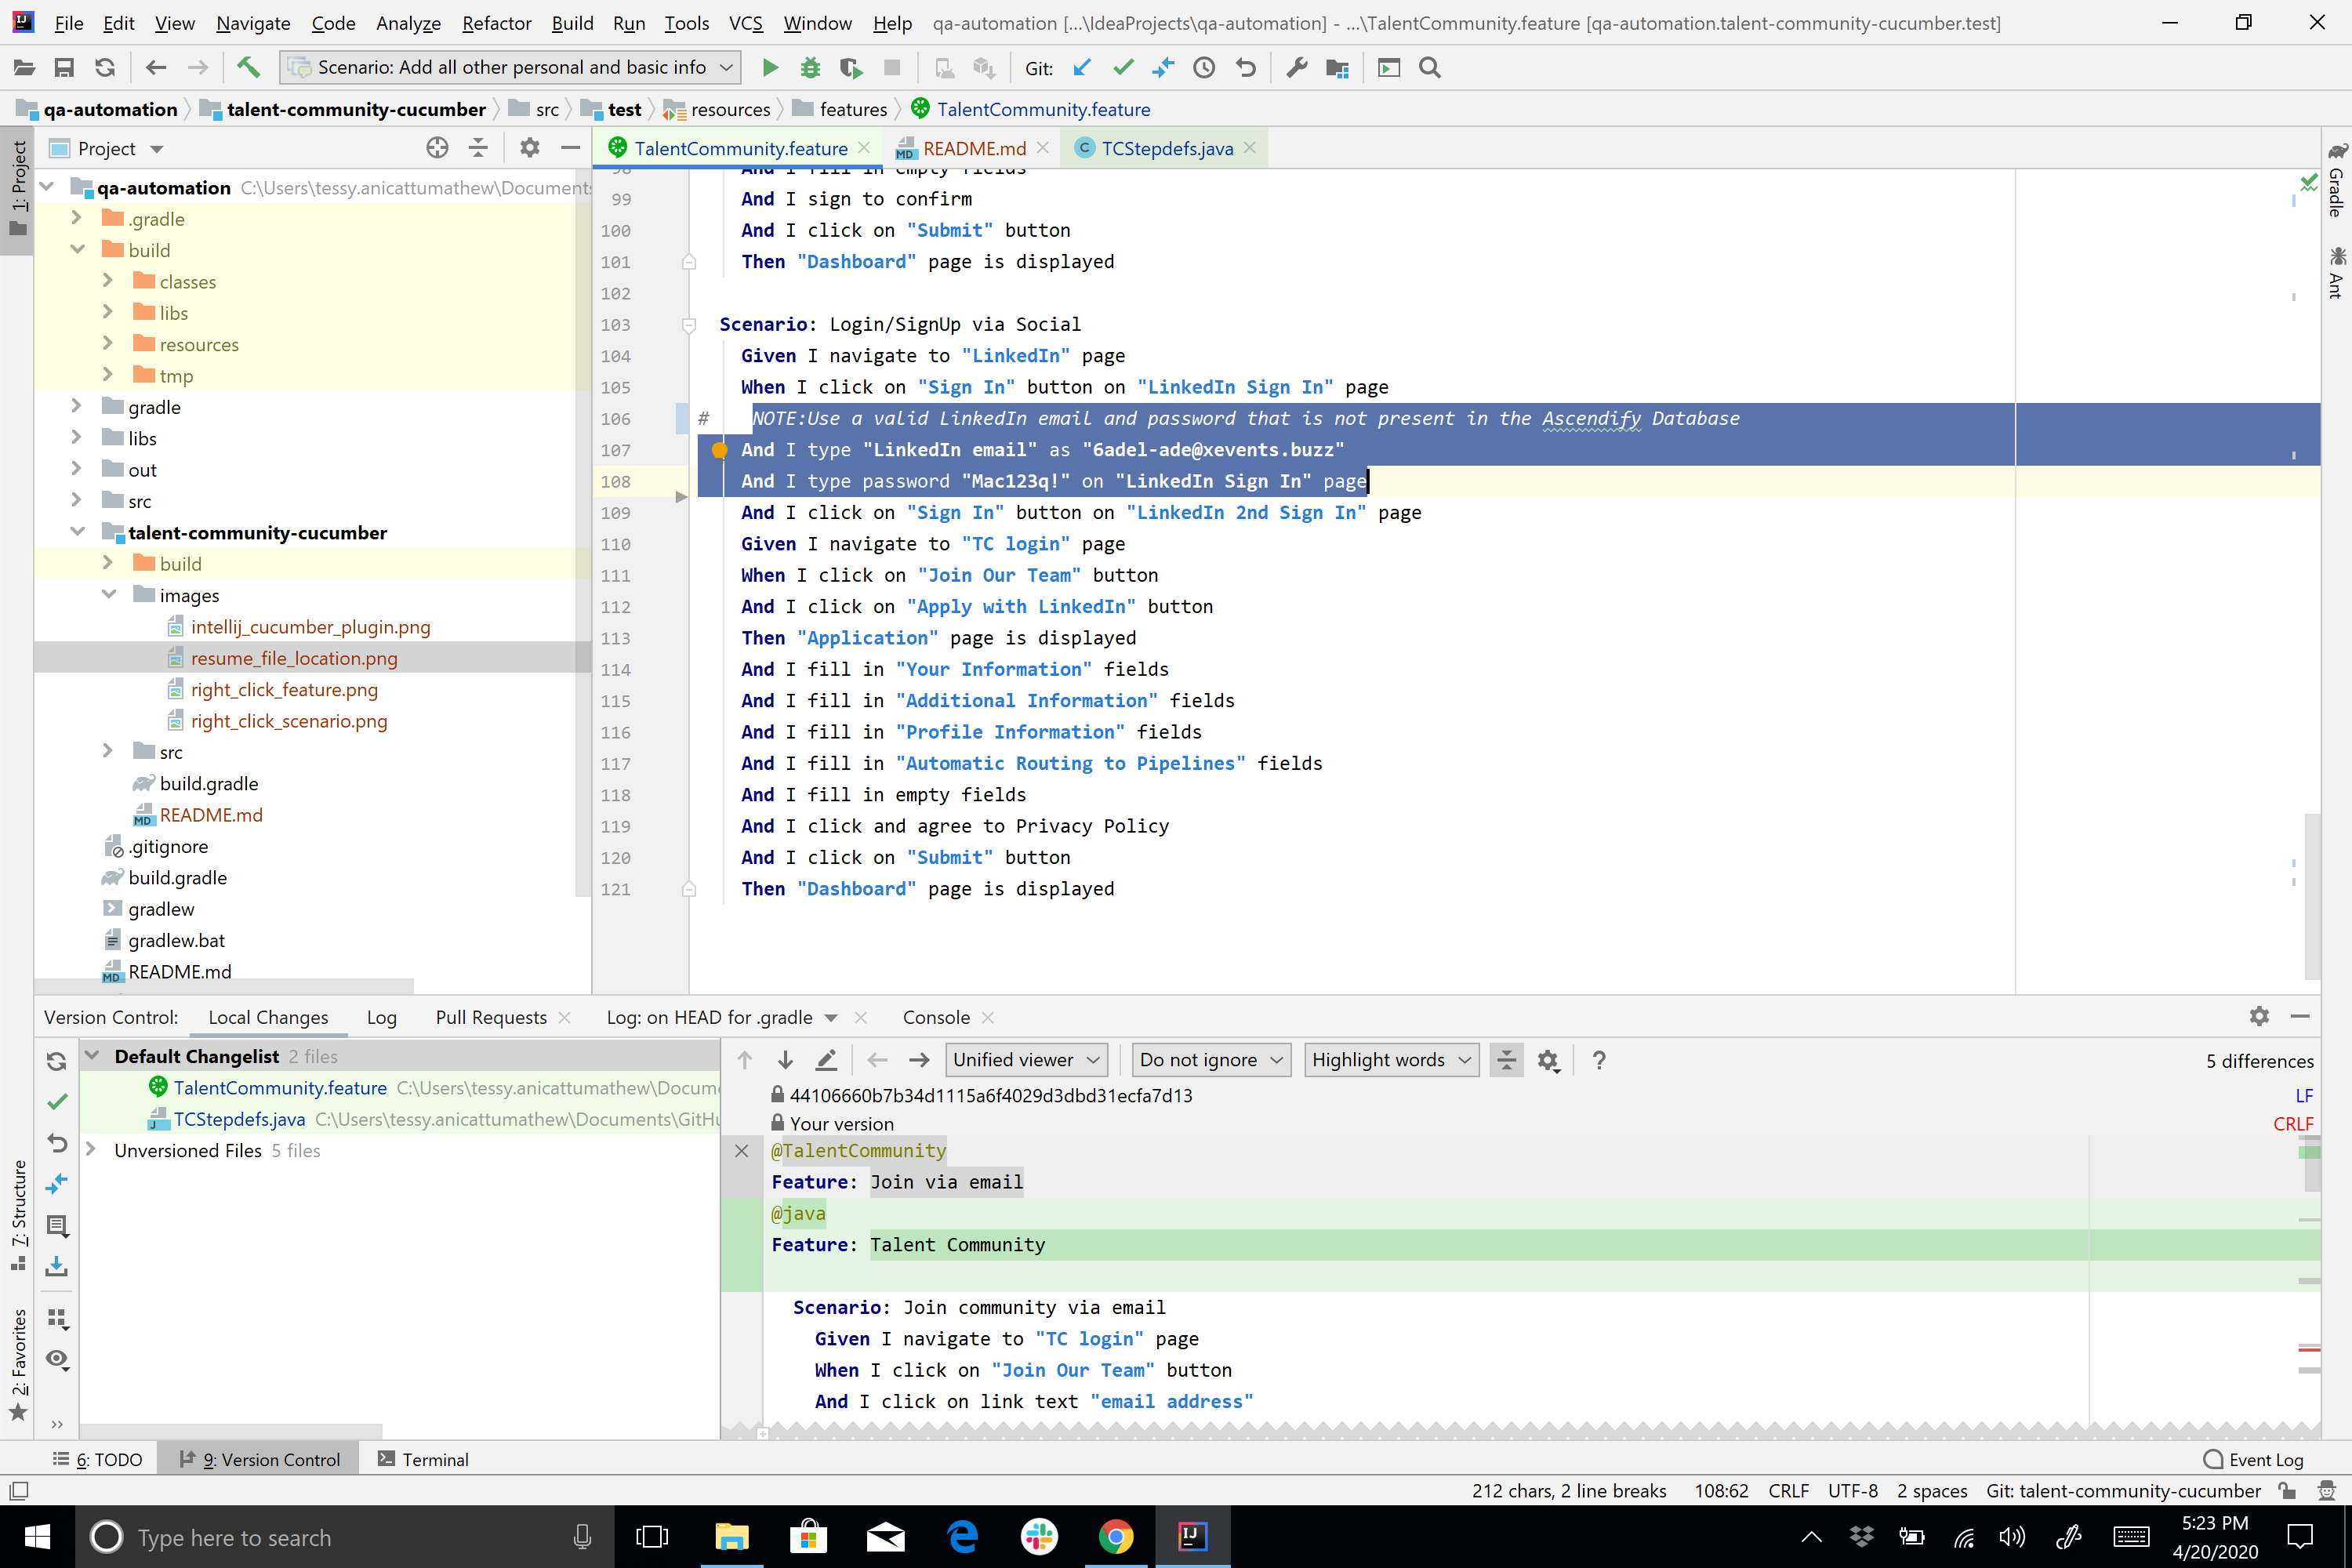 File Edit View Navigate Code Analyze Refactor Build Run Tools VCS Window Help qa-automation [...\IdeaProjects\qa-automation] - ...\TalentCommunity.feature [qa-automation.talent-community-cucumber.test]
Scenario: Add all other personal and basic info
Git:
qa-automation talent-community-cucumber src test resources features TalentCommunity.feature
1: Project
Project
TalentCommunity.feature
README.md
TCStepdefs.java
Gradle
Ant
qa-automation C:\Users\tessy.anicattumathew\Documents
.gradle
build
classes
libs
resources
tmp
gradle
libs
out
src
talent-community-cucumber
build
images
intellij_cucumber_plugin.png
resume_file_location.png
right_click_feature.png
right_click_scenario.png
src
build.gradle
README.md
.gitignore
build.gradle
gradlew
gradlew.bat
README.md
98 And I fill in empty fields
99 And I sign to confirm
100 And I click on "Submit" button
101 Then "Dashboard" page is displayed
102
103 Scenario: Login/SignUp via Social
104 Given I navigate to "LinkedIn" page
105 When I click on "Sign In" button on "LinkedIn Sign In" page
106 # NOTE:Use a valid LinkedIn email and password that is not present in the Ascendify Database
107 And I type "LinkedIn email" as "6adel-ade@xevents.buzz"
108 And I type password "Mac123q!" on "LinkedIn Sign In" page
109 And I click on "Sign In" button on "LinkedIn 2nd Sign In" page
110 Given I navigate to "TC login" page
111 When I click on "Join Our Team" button
112 And I click on "Apply with LinkedIn" button
113 Then "Application" page is displayed
114 And I fill in "Your Information" fields
115 And I fill in "Additional Information" fields
116 And I fill in "Profile Information" fields
117 And I fill in "Automatic Routing to Pipelines" fields
118 And I fill in empty fields
119 And I click and agree to Privacy Policy
120 And I click on "Submit" button
121 Then "Dashboard" page is displayed
Version Control: Local Changes Log Pull Requests Log: on HEAD for .gradle Console
Default Changelist 2 files
TalentCommunity.feature C:\Users\tessy.anicattumathew\Docume
TCStepdefs.java C:\Users\tessy.anicattumathew\Documents\GitHu
Unversioned Files 5 files
Unified viewer Do not ignore Highlight words ? 5 differences
44106660b7b34d1115a6f4029d3dbd31ecfa7d13 LF
Your version CRLF
@TalentCommunity
Feature: Join via email
@java
Feature: Talent Community
Scenario: Join community via email
Given I navigate to "TC login" page
When I click on "Join Our Team" button
And I click on link text "email address"
7: Structure
2: Favorites
6: TODO 9: Version Control Terminal Event Log
212 chars, 2 line breaks 108:62 CRLF UTF-8 2 spaces Git: talent-community-cucumber
Type here to search
5:23 PM
4/20/2020